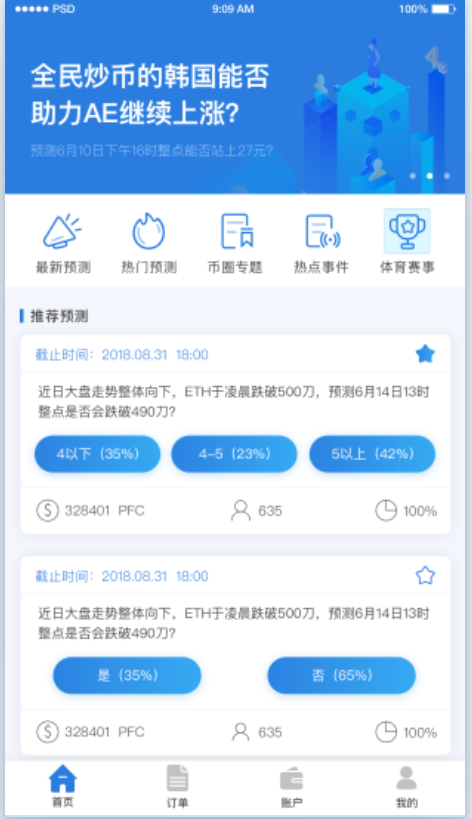 PSD 9:09 AM 100%
全民炒币的韩国能否
助力AE继续上涨?
预测6月10日下午16时整点能否站上27元?
最新预测 热门预测 币圈专题 热点事件 体育赛事
推荐预测
截止时间：2018.08.31 18:00
近日大盘走势整体向下，ETH于凌晨跌破500刀，预测6月14日13时
整点是否会跌破490刀?
4以下（35%） 4-5（23%） 5以上（42%）
328401 PFC 635 100%
截止时间：2018.08.31 18:00
近日大盘走势整体向下，ETH于凌晨跌破500刀，预测6月14日13时
整点是否会跌破490刀?
是（35%） 否（65%）
328401 PFC 635 100%
首页 订单 账户 我的